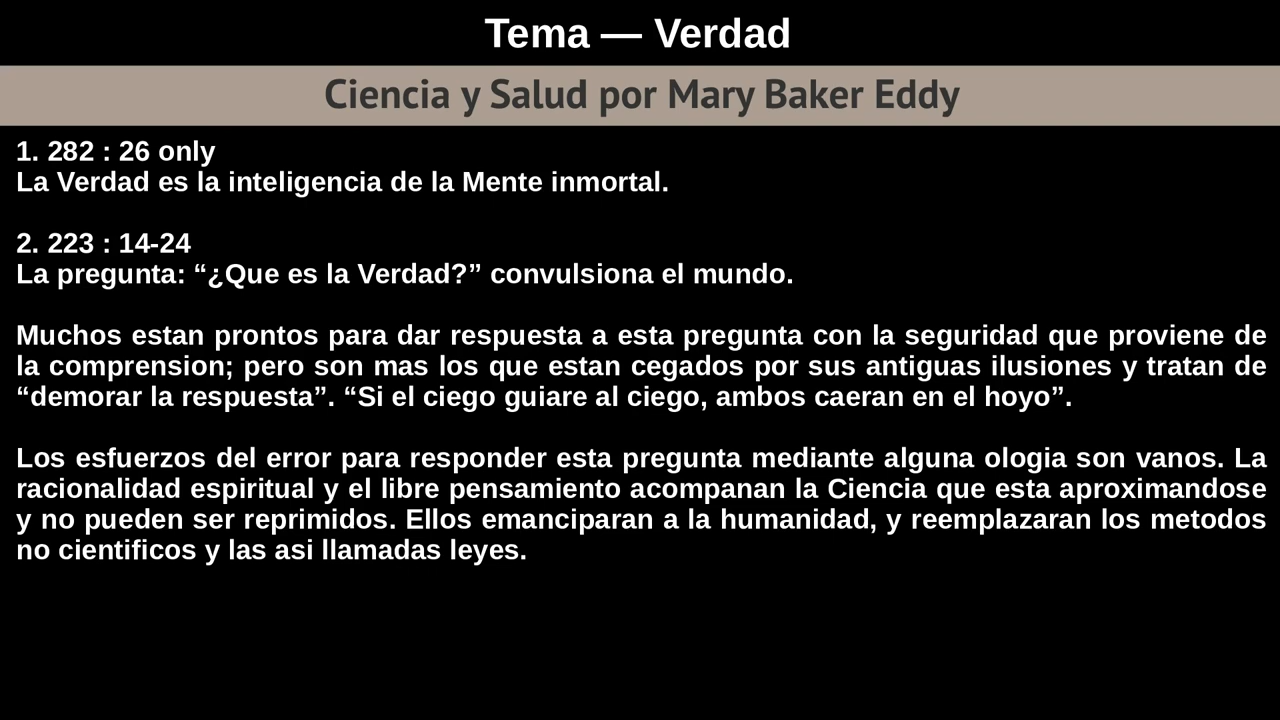 Tema — Verdad
Ciencia y Salud por Mary Baker Eddy
1. 282 : 26 only
La Verdad es la inteligencia de la Mente inmortal.
2. 223 : 14-24
La pregunta: “¿Que es la Verdad?” convulsiona el mundo.
Muchos estan prontos para dar respuesta a esta pregunta con la seguridad que proviene de
la comprension; pero son mas los que estan cegados por sus antiguas ilusiones y tratan de
“demorar la respuesta”. “Si el ciego guiare al ciego, ambos caeran en el hoyo”.
Los esfuerzos del error para responder esta pregunta mediante alguna ologia son vanos. La
racionalidad espiritual y el libre pensamiento acompanan la Ciencia que esta aproximandose
y no pueden ser reprimidos. Ellos emanciparan a la humanidad, y reemplazaran los metodos
no cientificos y las asi llamadas leyes.